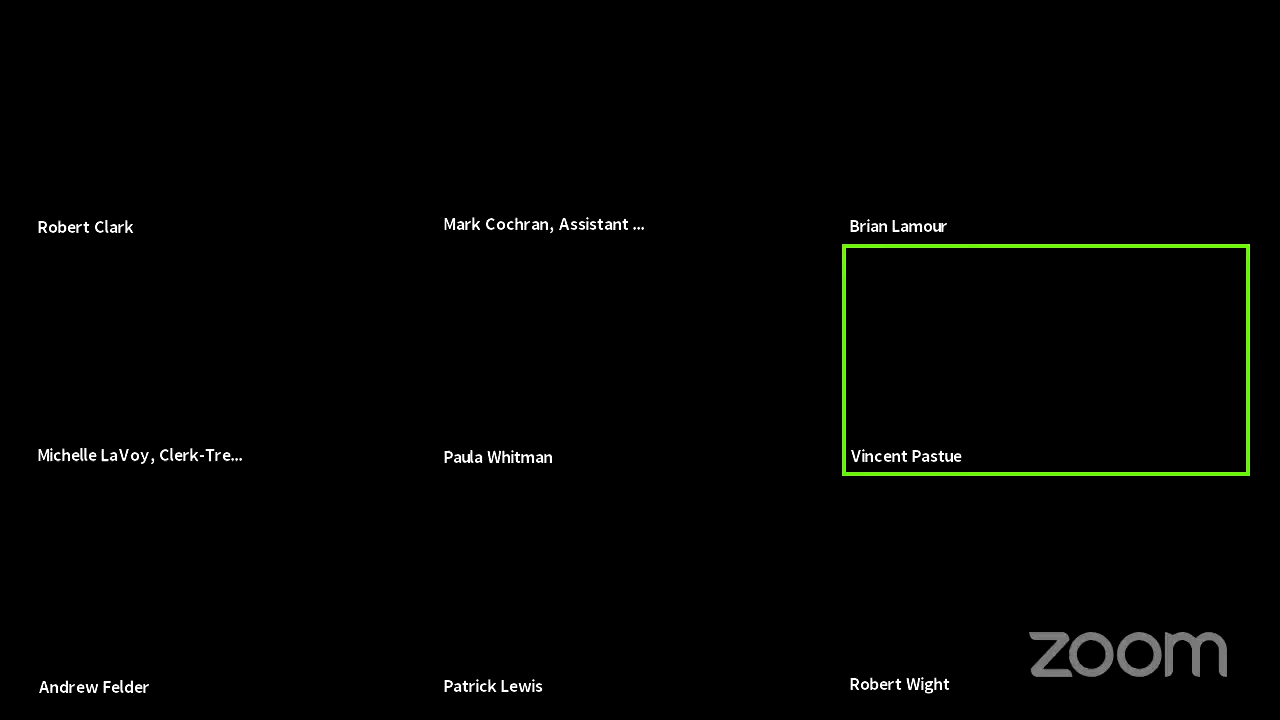 Robert Clark
Mark Cochran, Assistant ...
Brian Lamour
Michelle LaVoy, Clerk-Tre...
Paula Whitman
Vincent Pastue
Andrew Felder
Patrick Lewis
Robert Wight
zoom